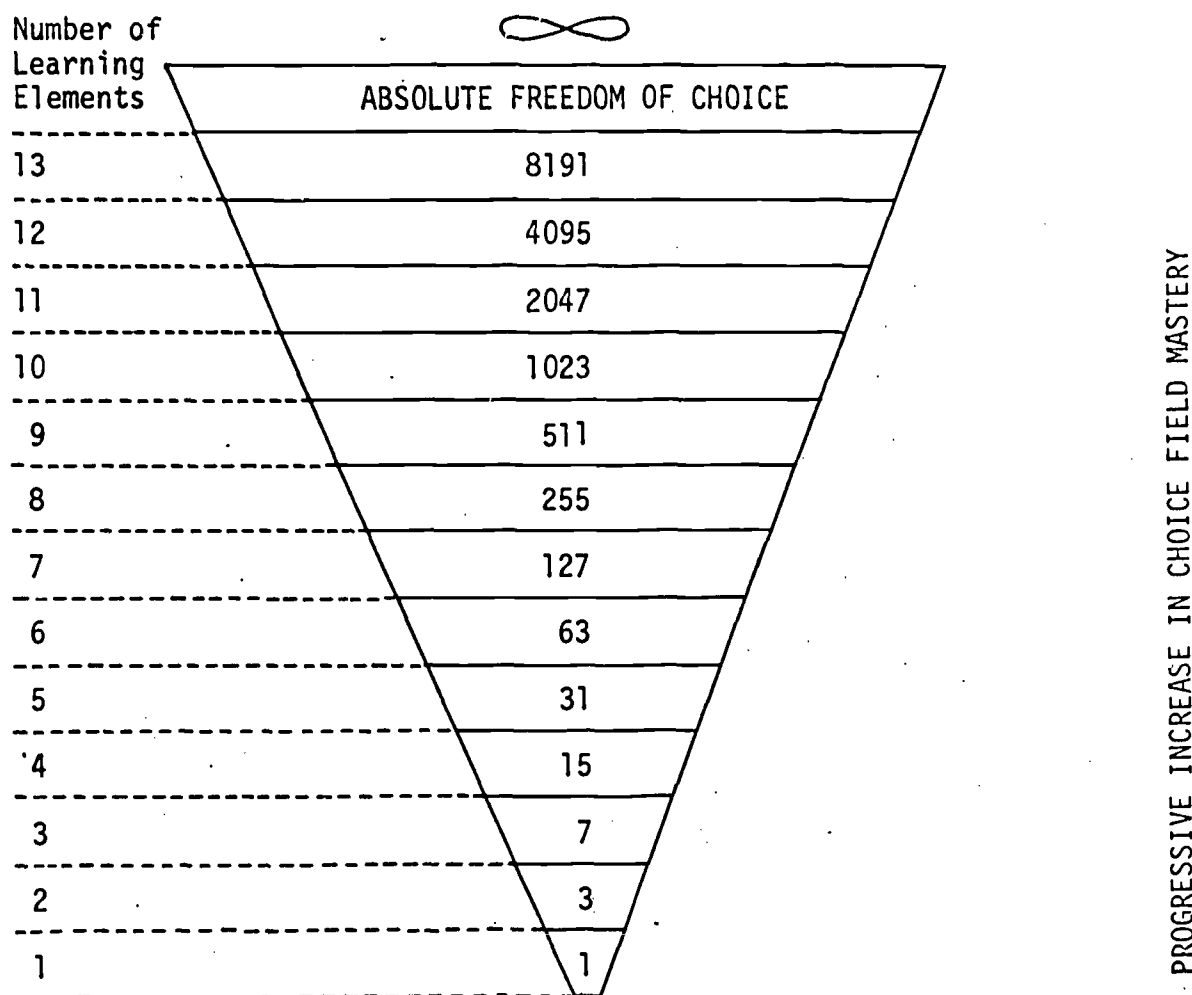 ∞
Number of
Learning
Elements
ABSOLUTE FREEDOM OF CHOICE
13 8191
12 4095
11 2047
10 1023
9 511
8 255
7 127
6 63
5 31
4 15
3 7
2 3
1 1
PROGRESSIVE INCREASE IN CHOICE FIELD MASTERY